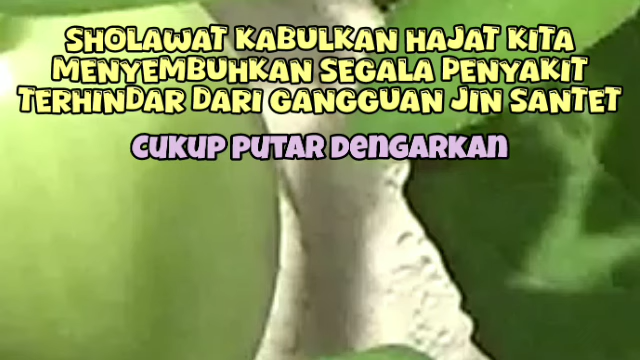 SHOLAWAT KABULKAN HAJAT KITA
MENYEMBUHKAN SEGALA PENYAKIT
TERHINDAR DARI GANGGUAN JIN SANTET
CUKUP PUTAR DENGARKAN